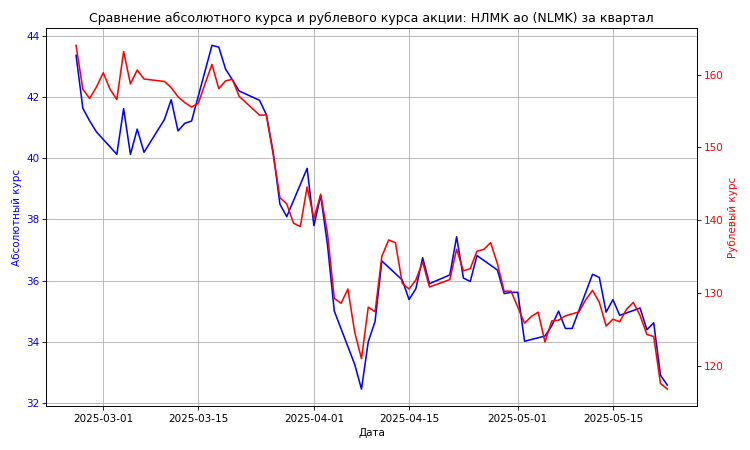 Сравнение абсолютного курса и рублевого курса акции: НЛМК ао (NLMK) за квартал
44
42
40
38
36
34
32
Абсолютный курс
160
150
140
130
120
Рублевый курс
2025-03-01 2025-03-15 2025-04-01 2025-04-15 2025-05-01 2025-05-15
Дата